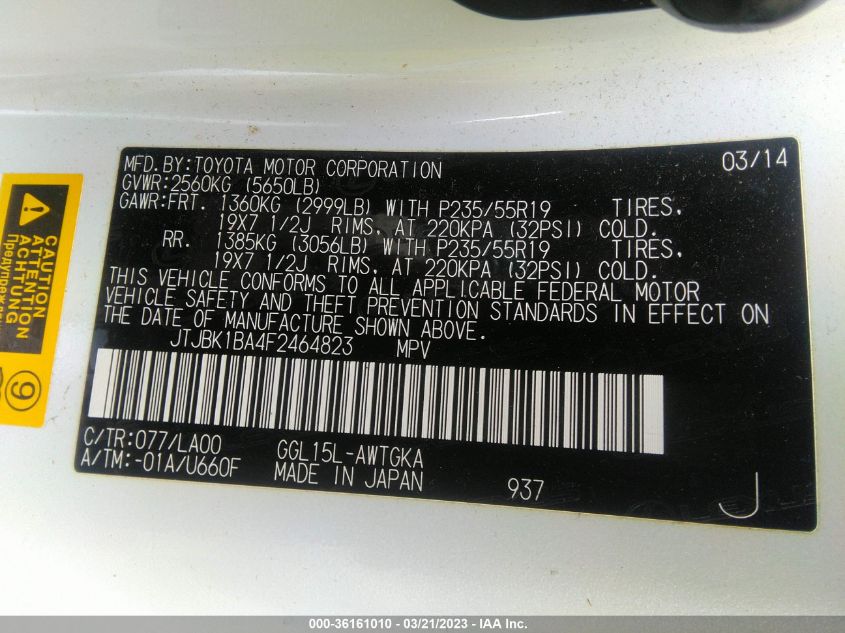 MFD.BY:TOYOTA MOTOR CORPORATION 03/14
GVWR:2560KG (5650LB)
GAWR:FRT. 1360KG (2999LB) WITH P235/55R19 TIRES,
19X7 1/2J RIMS, AT 220KPA (32PSI) COLD.
RR. 1385KG (3056LB) WITH P235/55R19 TIRES,
19X7 1/2J RIMS, AT 220KPA (32PSI) COLD.
THIS VEHICLE CONFORMS TO ALL APPLICABLE FEDERAL MOTOR
VEHICLE SAFETY AND THEFT PREVENTION STANDARDS IN EFFECT ON
THE DATE OF MANUFACTURE SHOWN ABOVE.
JTJBK1BA4F2464823 MPV
C/TR:077/LA00 GGL15L-AWTGKA
A/TM:-01A/U660F MADE IN JAPAN 937 J
CAUTION
ATTENTION
ACHTUNG
9
000-36161010 / 03/21/2023 - IAA Inc.